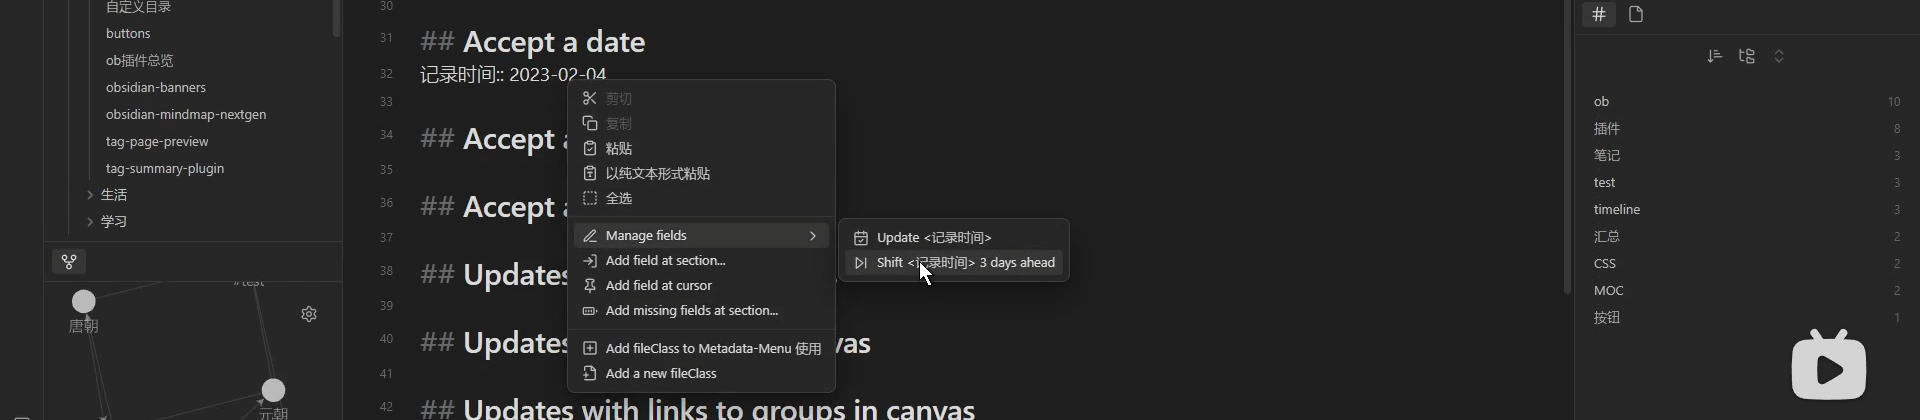 自定义目录
buttons
ob插件总览
obsidian-banners
obsidian-mindmap-nextgen
tag-page-preview
tag-summary-plugin
生活
学习
#test
唐朝
元朝
30
31 ## Accept a date
32 记录时间:: 2023-02-04
33
34 ## Accept
35
36 ## Accept
37
38 ## Updates
39
40 ## Updates vas
41
42 ## Updates with links to groups in canvas
剪切
复制
粘贴
以纯文本形式粘贴
全选
Manage fields
Add field at section...
Add field at cursor
Add missing fields at section...
Add fileClass to Metadata-Menu 使用
Add a new fileClass
Update <记录时间>
Shift <记录时间> 3 days ahead
ob 10
插件 8
笔记 3
test 3
timeline 3
汇总 2
CSS 2
MOC 2
按钮 1